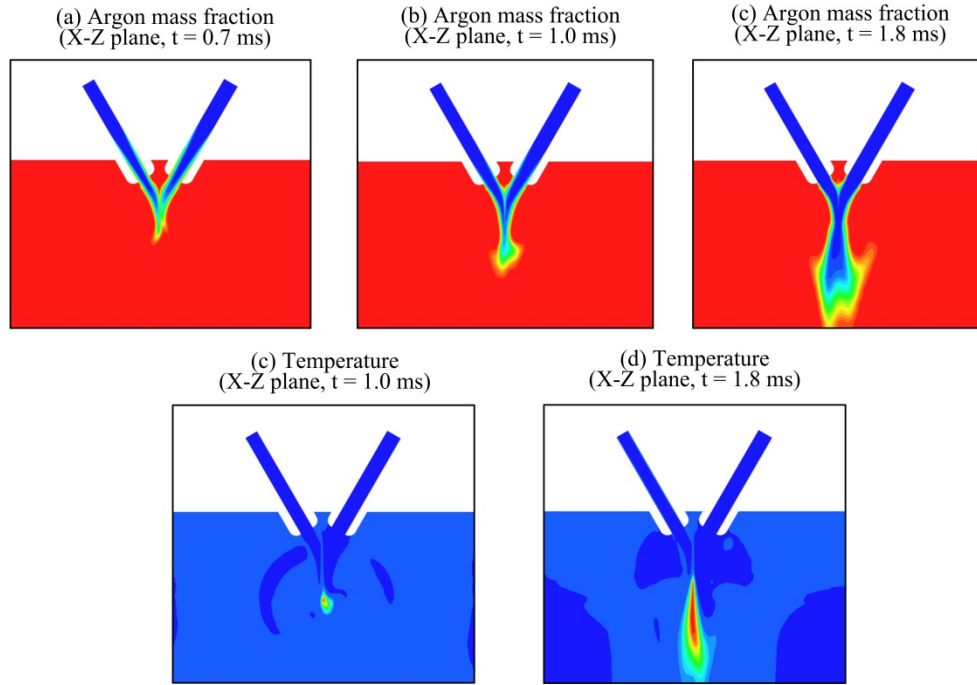 (a) Argon mass fraction
(X-Z plane, t = 0.7 ms)
(b) Argon mass fraction
(X-Z plane, t = 1.0 ms)
(c) Argon mass fraction
(X-Z plane, t = 1.8 ms)
(c) Temperature
(X-Z plane, t = 1.0 ms)
(d) Temperature
(X-Z plane, t = 1.8 ms)